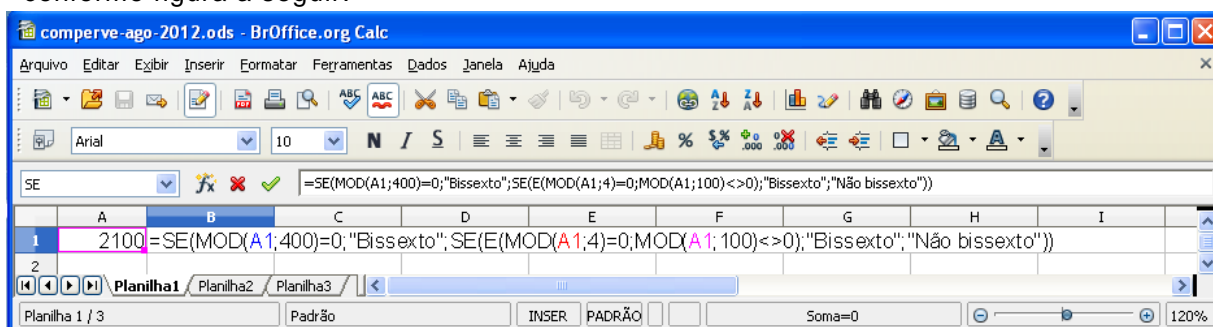 conforme figura a seguir:
comperve-ago-2012.ods - BrOffice.org Calc
Arquivo Editar Exibir Inserir Formatar Ferramentas Dados Janela Ajuda
Arial 10 N I S
SE =SE(MOD(A1;400)=0;"Bissexto";SE(E(MOD(A1;4)=0;MOD(A1;100)<>0);"Bissexto";"Não bissexto"))
A B C D E F G H I
1 2100 =SE(MOD(A1;400)=0;"Bissexto";SE(E(MOD(A1;4)=0;MOD(A1;100)<>0);"Bissexto";"Não bissexto"))
2
Planilha1 Planilha2 Planilha3
Planilha 1 / 3 Padrão INSER PADRÃO Soma=0 120%